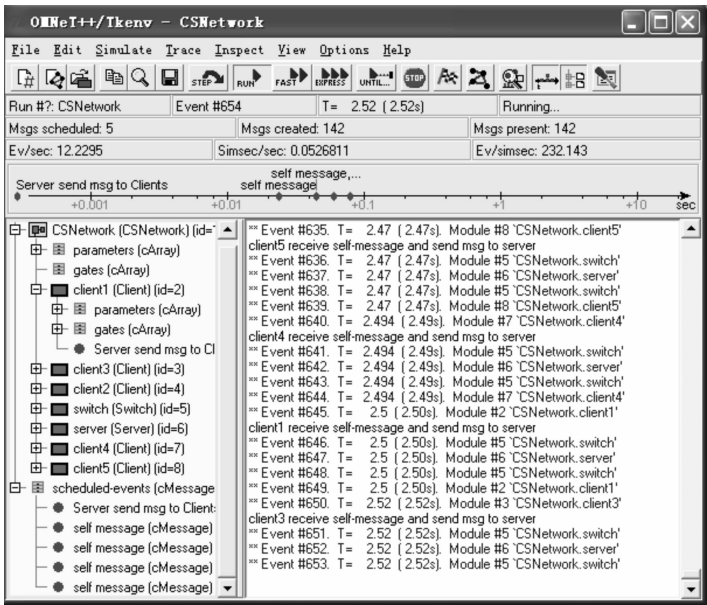 OMNeT++/Tkenv - CSNetwork
File Edit Simulate Trace Inspect View Options Help
STEP RUN FAST EXPRESS UNTIL... STOP
Run #?: CSNetwork Event #654 T= 2.52 (2.52s) Running...
Msgs scheduled: 5 Msgs created: 142 Msgs present: 142
Ev/sec: 12.2295 Simsec/sec: 0.0526811 Ev/simsec: 232.143
self message,...
Server send msg to Clients self message
+0.001 +0.01 +0.1 +1 +10 sec
CSNetwork (CSNetwork) (id=
parameters (cArray)
gates (cArray)
client1 (Client) (id=2)
parameters (cArray)
gates (cArray)
Server send msg to Cl
client3 (Client) (id=3)
client2 (Client) (id=4)
switch (Switch) (id=5)
server (Server) (id=6)
client4 (Client) (id=7)
client5 (Client) (id=8)
scheduled-events (cMessage
Server send msg to Client
self message (cMessage)
self message (cMessage)
self message (cMessage)
self message (cMessage)
** Event #635. T= 2.47 ( 2.47s). Module #8 `CSNetwork.client5'
client5 receive self-message and send msg to server
** Event #636. T= 2.47 ( 2.47s). Module #5 `CSNetwork.switch'
** Event #637. T= 2.47 ( 2.47s). Module #6 `CSNetwork.server'
** Event #638. T= 2.47 ( 2.47s). Module #5 `CSNetwork.switch'
** Event #639. T= 2.47 ( 2.47s). Module #8 `CSNetwork.client5'
** Event #640. T= 2.494 ( 2.49s). Module #7 `CSNetwork.client4'
client4 receive self-message and send msg to server
** Event #641. T= 2.494 ( 2.49s). Module #5 `CSNetwork.switch'
** Event #642. T= 2.494 ( 2.49s). Module #6 `CSNetwork.server'
** Event #643. T= 2.494 ( 2.49s). Module #5 `CSNetwork.switch'
** Event #644. T= 2.494 ( 2.49s). Module #7 `CSNetwork.client4'
** Event #645. T= 2.5 ( 2.50s). Module #2 `CSNetwork.client1'
client1 receive self-message and send msg to server
** Event #646. T= 2.5 ( 2.50s). Module #5 `CSNetwork.switch'
** Event #647. T= 2.5 ( 2.50s). Module #6 `CSNetwork.server'
** Event #648. T= 2.5 ( 2.50s). Module #5 `CSNetwork.switch'
** Event #649. T= 2.5 ( 2.50s). Module #2 `CSNetwork.client1'
** Event #650. T= 2.52 ( 2.52s). Module #3 `CSNetwork.client3'
client3 receive self-message and send msg to server
** Event #651. T= 2.52 ( 2.52s). Module #5 `CSNetwork.switch'
** Event #652. T= 2.52 ( 2.52s). Module #6 `CSNetwork.server'
** Event #653. T= 2.52 ( 2.52s). Module #5 `CSNetwork.switch'